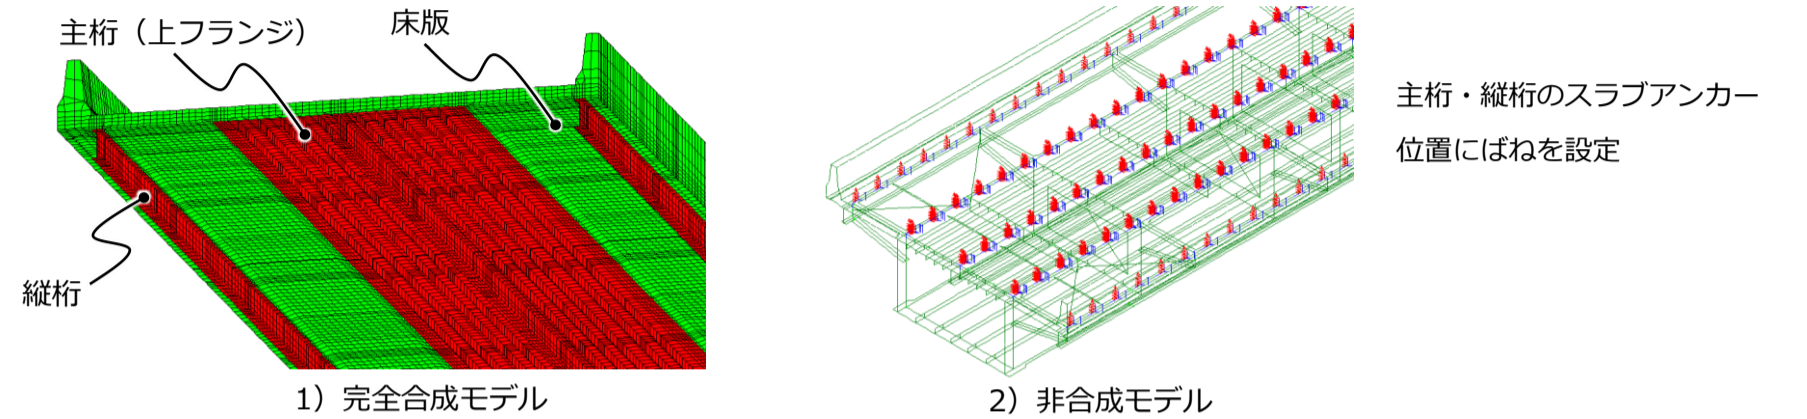 主桁（上フランジ）
床版
縦桁
1）完全合成モデル
2）非合成モデル
主桁・縦桁のスラブアンカー
位置にばねを設定